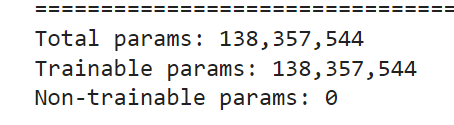 ================================
Total params: 138,357,544
Trainable params: 138,357,544
Non-trainable params: 0